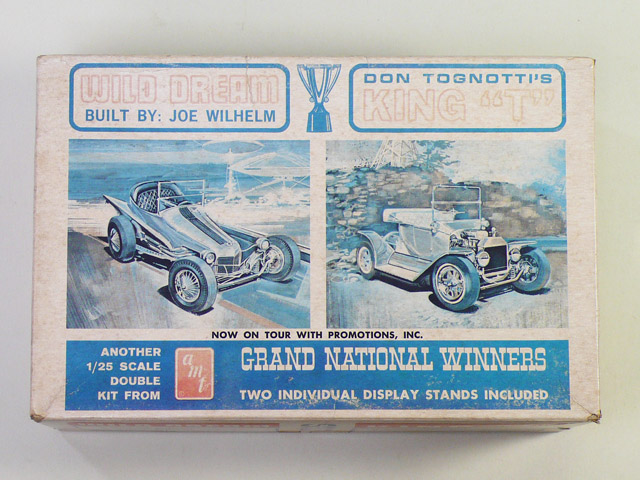 WILD DREAM
BUILT BY: JOE WILHELM
DON TOGNOTTI'S
KING "T"
NOW ON TOUR WITH PROMOTIONS, INC.
ANOTHER
1/25 SCALE
DOUBLE
KIT FROM
amt
GRAND NATIONAL WINNERS
TWO INDIVIDUAL DISPLAY STANDS INCLUDED